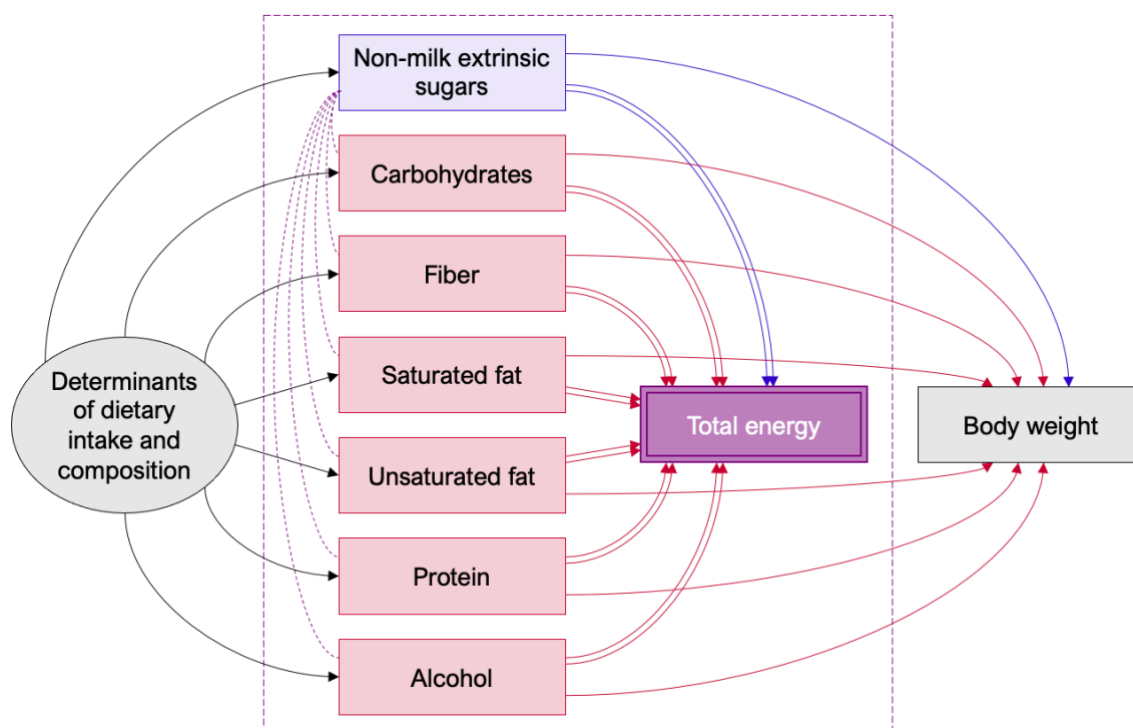 Non-milk extrinsic
sugars
Carbohydrates
Fiber
Saturated fat
Determinants
of dietary
intake and
composition
Total energy
Body weight
Unsaturated fat
Protein
Alcohol